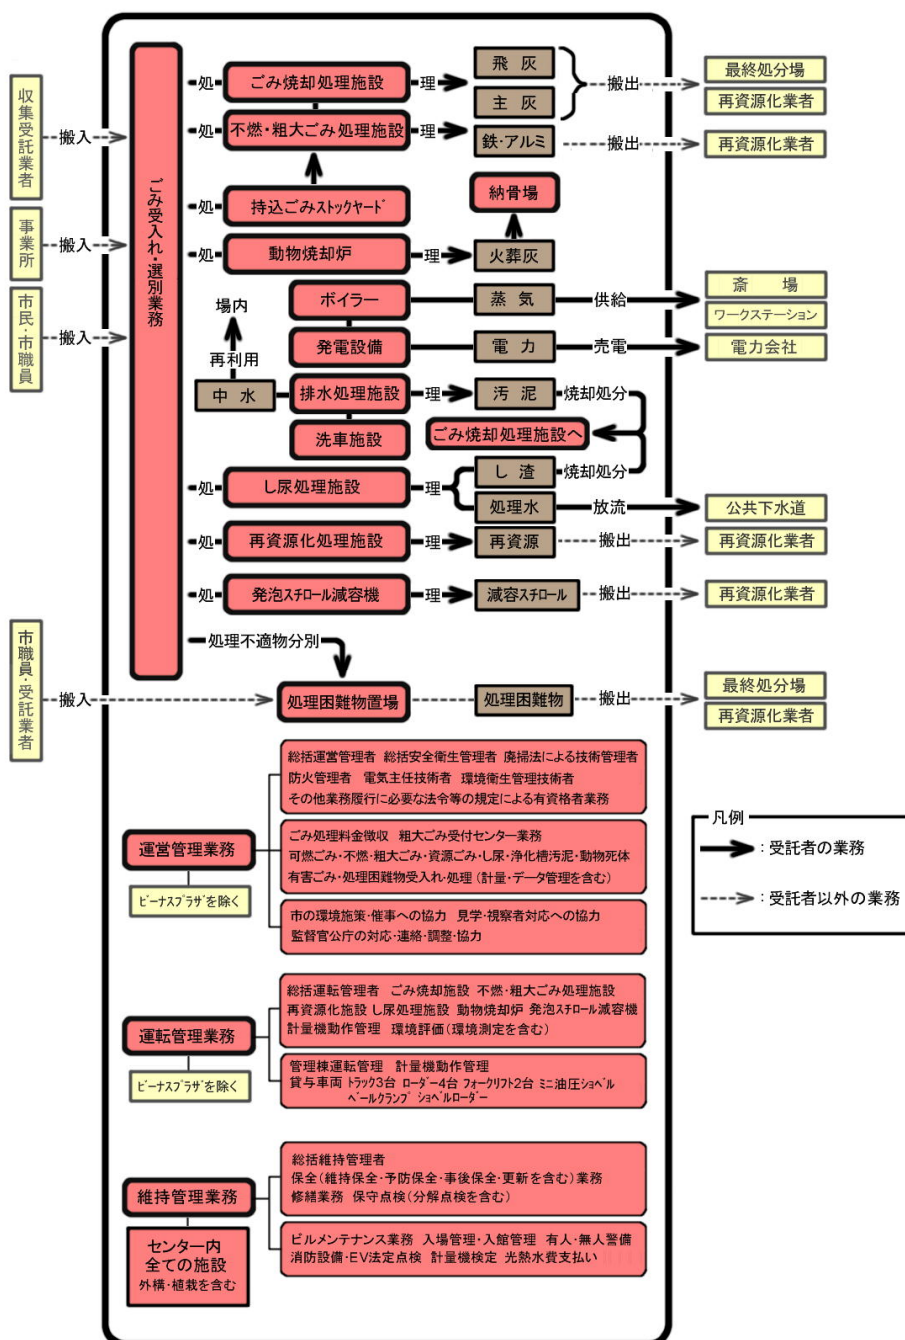 収集受託業者
搬入
事業所
搬入
市民・市職員
搬入
市職員・受託業者
搬入
ごみ受入れ・選別業務
処 ごみ焼却処理施設 理 飛灰 搬出 最終処分場
主灰 再資源化業者
処 不燃・粗大ごみ処理施設 理 鉄・アルミ 搬出 再資源化業者
処 持込ごみストックヤード 納骨場
処 動物焼却炉 理 火葬灰
ボイラー 蒸気 供給 斎場
ワークステーション
場内
発電設備 電力 売電 電力会社
再利用
中水 排水処理施設 理 汚泥 焼却処分
洗車施設 ごみ焼却処理施設へ
し渣 焼却処分
処 し尿処理施設 理
処理水 放流 公共下水道
処 再資源化処理施設 理 再資源 搬出 再資源化業者
処 発泡スチロール減容機 理 減容スチロール 搬出 再資源化業者
処理不適物分別
処理困難物置場 処理困難物 搬出 最終処分場
再資源化業者
運営管理業務
ビーナスプラザを除く
総括運営管理者 総括安全衛生管理者 廃掃法による技術管理者
防火管理者 電気主任技術者 環境衛生管理技術者
その他業務履行に必要な法令等の規定による有資格者業務
ごみ処理料金徴収 粗大ごみ受付センター業務
可燃ごみ・不燃・粗大ごみ・資源ごみ・し尿・浄化槽汚泥・動物死体
有害ごみ・処理困難物受入れ・処理(計量・データ管理を含む)
市の環境施策・催事への協力 見学・視察者対応への協力
監督官公庁の対応・連絡・調整・協力
凡例
:受託者の業務
:受託者以外の業務
運転管理業務
ビーナスプラザを除く
総括運転管理者 ごみ焼却施設 不燃・粗大ごみ処理施設
再資源化施設 し尿処理施設 動物焼却炉 発泡スチロール減容機
計量機動作管理 環境評価(環境測定を含む)
管理棟運転管理 計量機動作管理
貸与車両 トラック3台 ローダー4台 フォークリフト2台 ミニ油圧ショベル
ベールクランプ ショベルローダー
維持管理業務
センター内
全ての施設
外構・植栽を含む
総括維持管理者
保全(維持保全・予防保全・事後保全・更新を含む)業務
修繕業務 保守点検(分解点検を含む)
ビルメンテナンス業務 入場管理・入館管理 有人・無人警備
消防設備・EV法定点検 計量機検定 光熱水費支払い